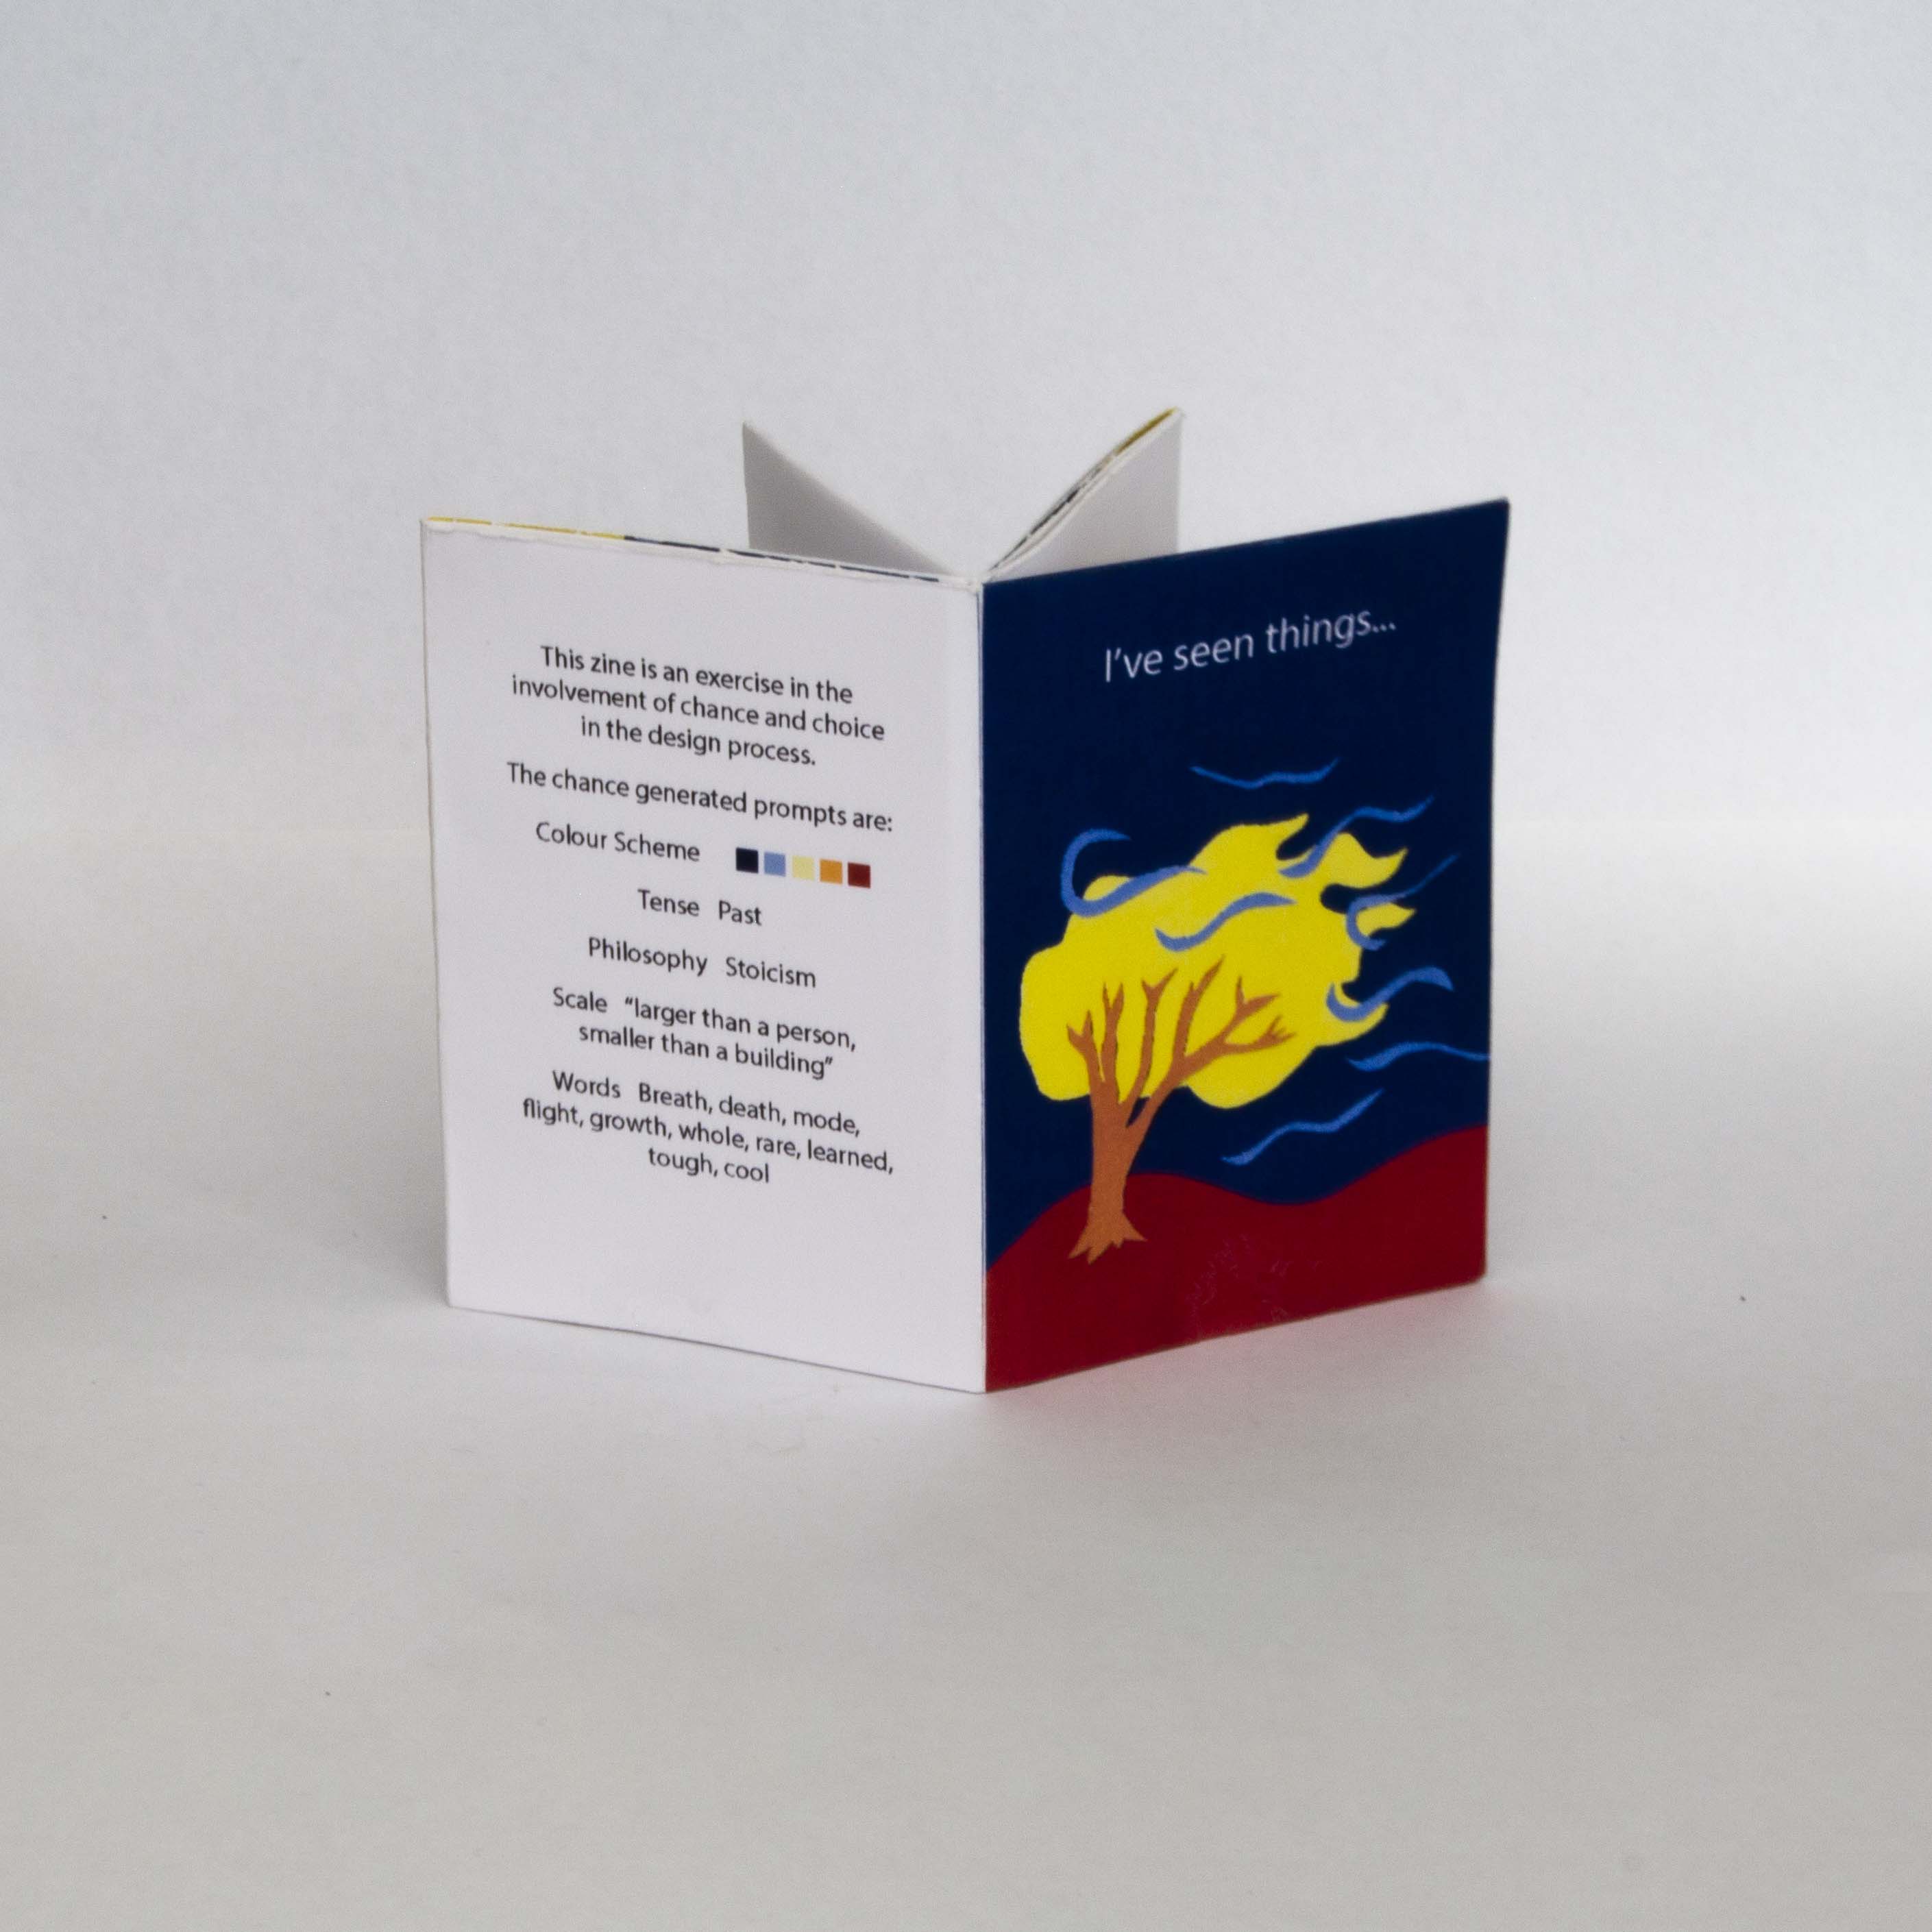 This zine is an exercise in the
involvement of chance and choice
in the design process.
The chance generated prompts are:
Colour Scheme
Tense Past
Philosophy Stoicism
Scale “larger than a person,
smaller than a building”
Words Breath, death, mode,
flight, growth, whole, rare, learned,
tough, cool
I’ve seen things...